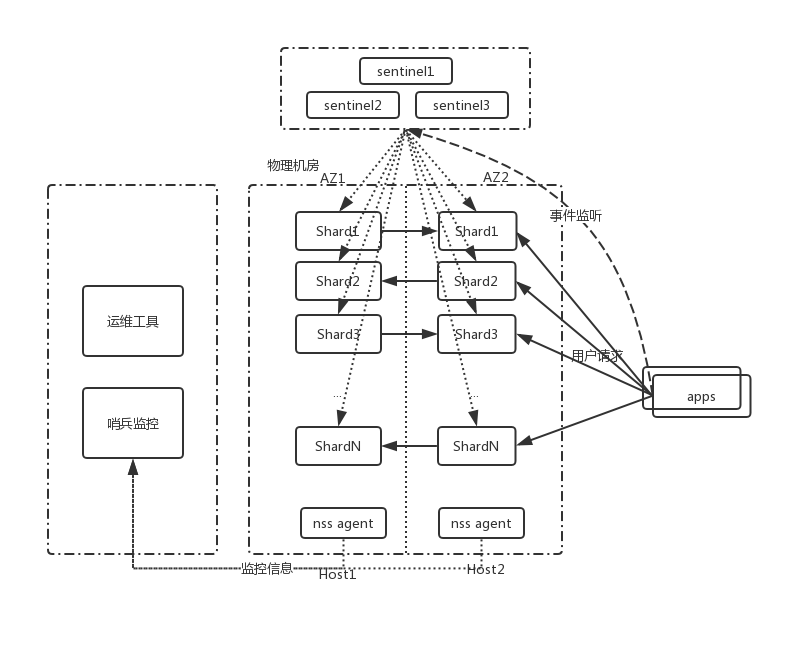 sentinel1
sentinel2
sentinel3
物理机房
AZ1
AZ2
事件监听
Shard1
Shard1
Shard2
Shard2
运维工具
Shard3
Shard3
用户请求
...
...
apps
哨兵监控
ShardN
ShardN
nss agent
nss agent
监控信息
Host1
Host2